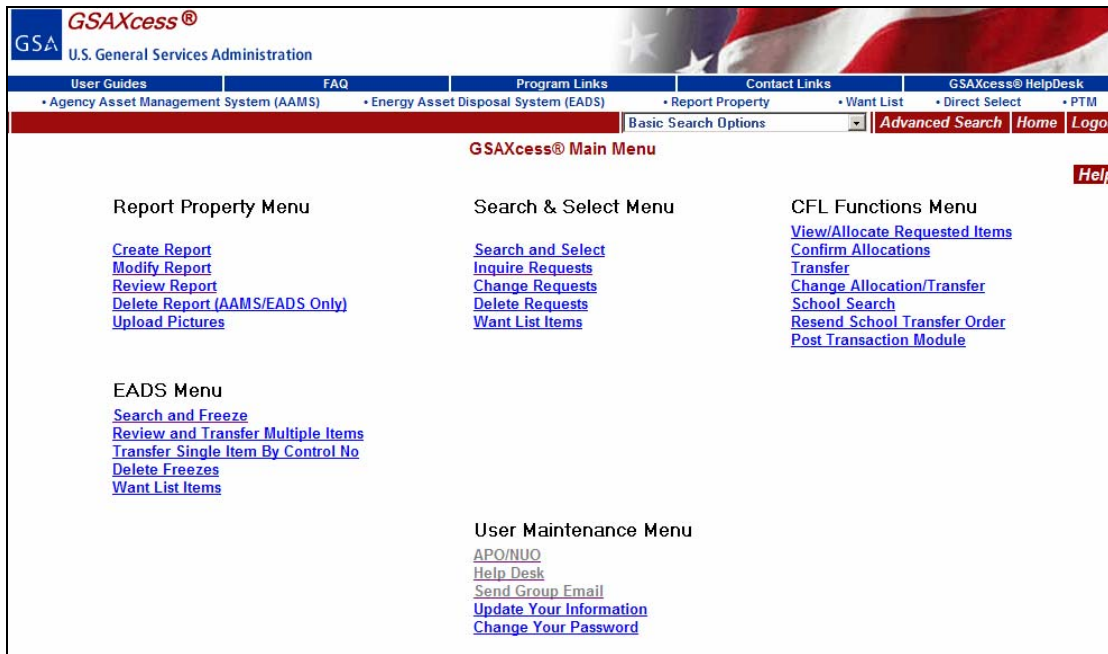 GSAXcess ®
GSA
U.S. General Services Administration
User Guides FAQ Program Links Contact Links GSAXcess® HelpDesk
• Agency Asset Management System (AAMS) • Energy Asset Disposal System (EADS) • Report Property • Want List • Direct Select • PTM
Basic Search Options Advanced Search Home Logo
GSAXcess® Main Menu
Help
Report Property Menu
Create Report
Modify Report
Review Report
Delete Report (AAMS/EADS Only)
Upload Pictures
Search & Select Menu
Search and Select
Inquire Requests
Change Requests
Delete Requests
Want List Items
CFL Functions Menu
View/Allocate Requested Items
Confirm Allocations
Transfer
Change Allocation/Transfer
School Search
Resend School Transfer Order
Post Transaction Module
EADS Menu
Search and Freeze
Review and Transfer Multiple Items
Transfer Single Item By Control No
Delete Freezes
Want List Items
User Maintenance Menu
APO/NUO
Help Desk
Send Group Email
Update Your Information
Change Your Password